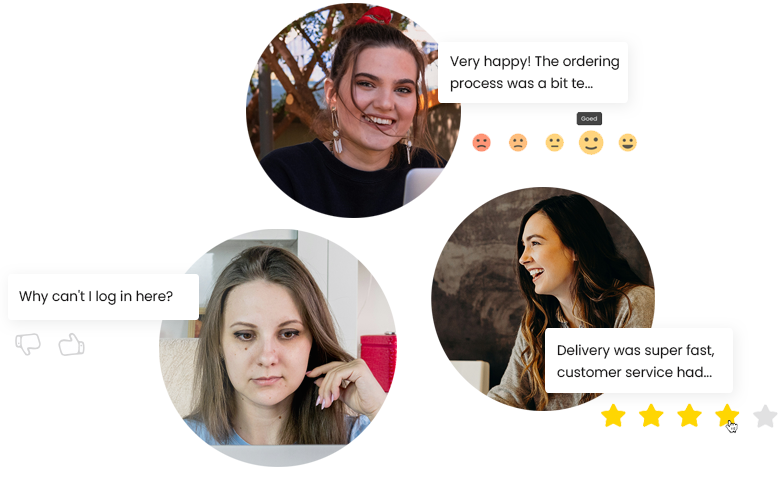 Very happy! The ordering
process was a bit te...
Goed
Why can't I log in here?
Delivery was super fast,
customer service had...